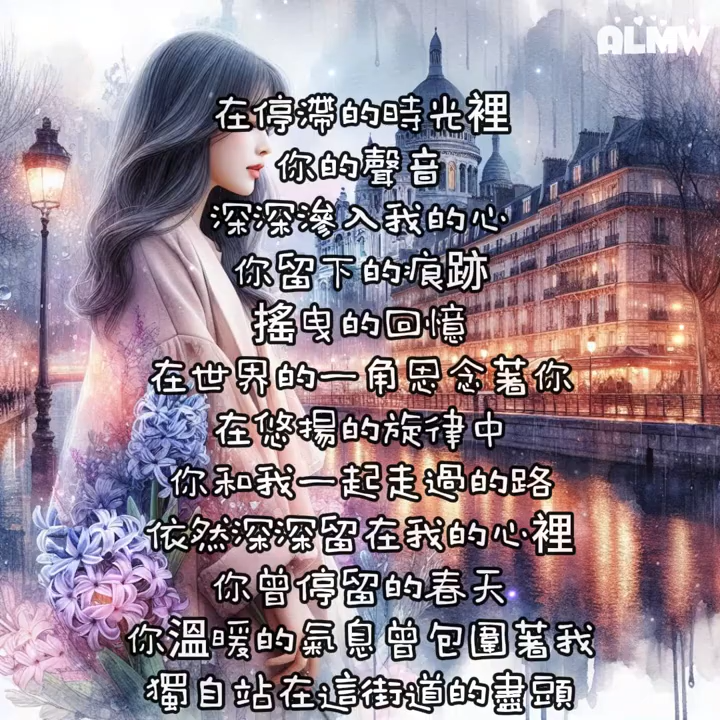 ALMW
在停滯的時光裡
你的聲音
深深滲入我的心
你留下的痕跡
搖曳的回憶
在世界的一角思念著你
在悠揚的旋律中
你和我一起走過的路
依然深深留在我的心裡
你曾停留的春天
你溫暖的氣息曾包圍著我
獨自站在這街道的盡頭